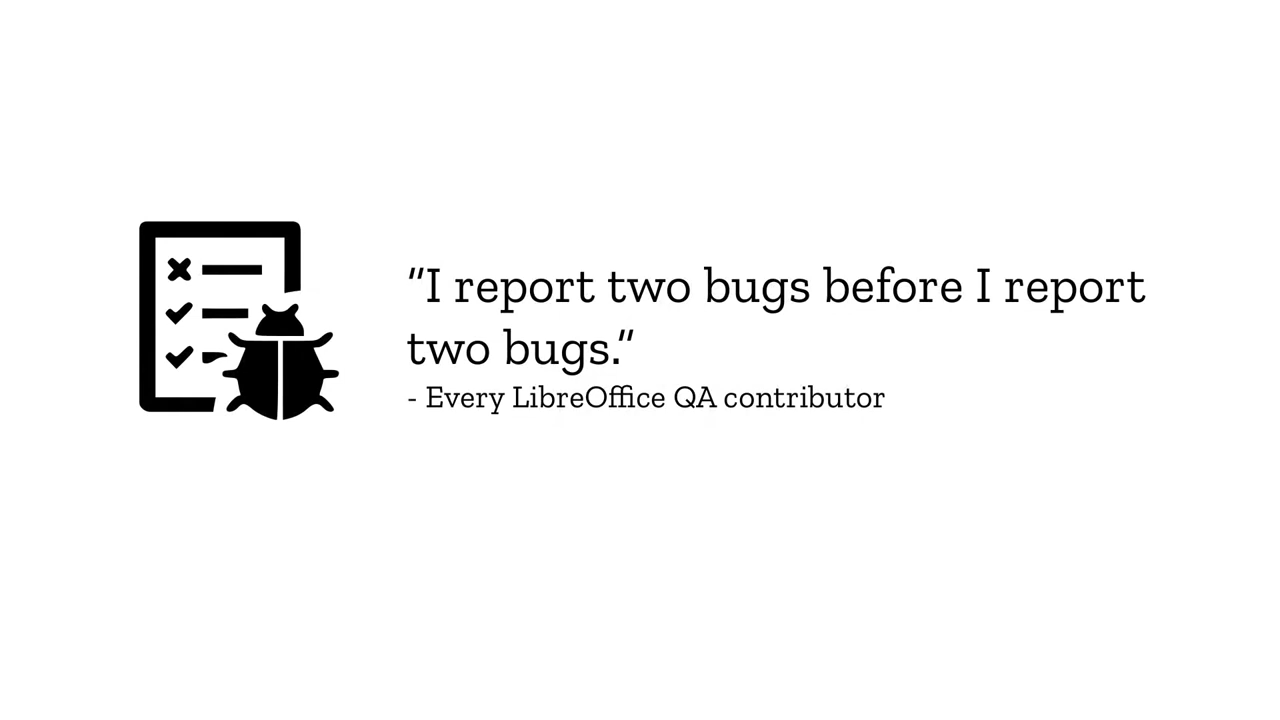 "I report two bugs before I report
two bugs."
- Every LibreOffice QA contributor